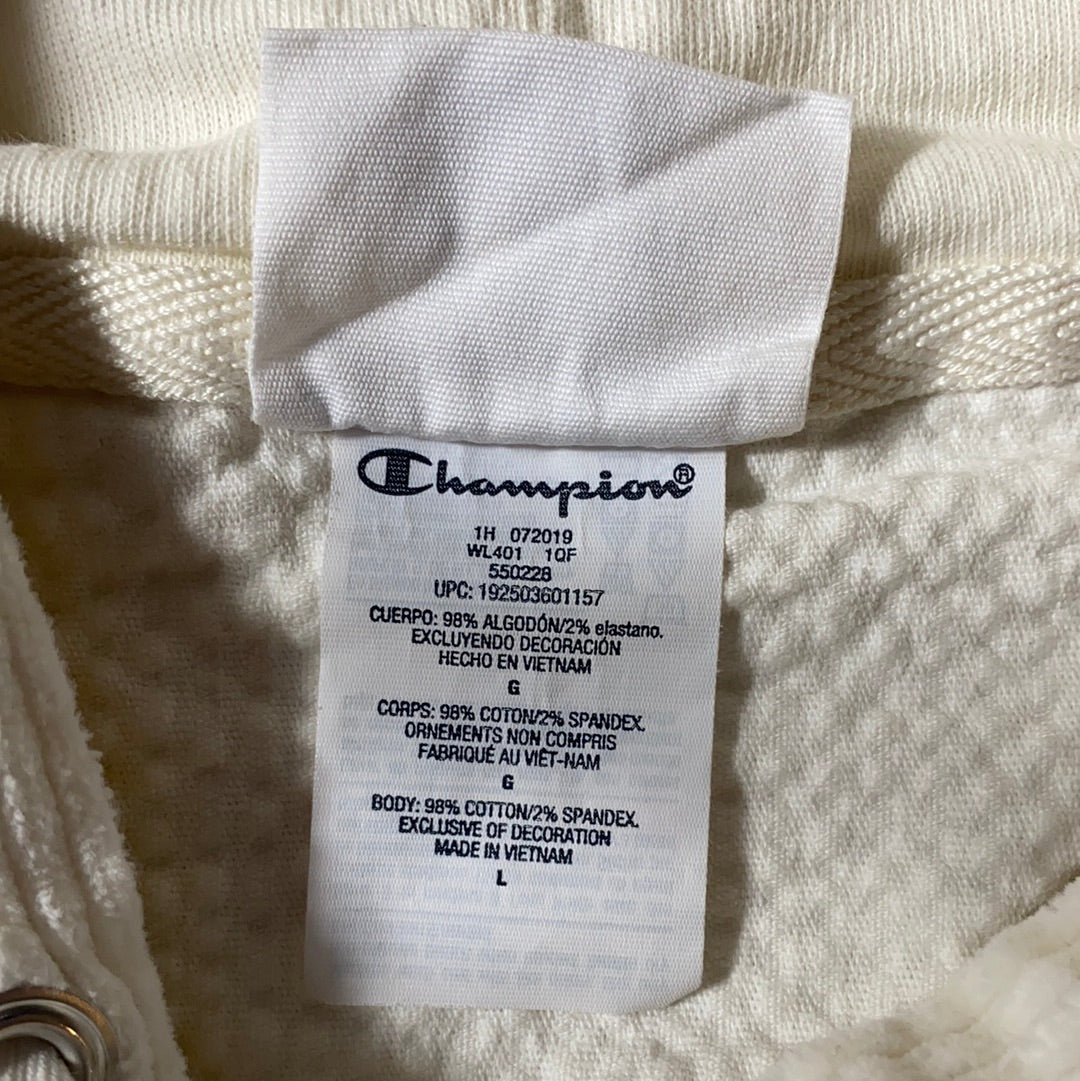 Champion®
1H 072019
WL401 1QF
550228
UPC: 192503601157
CUERPO: 98% ALGODÓN/2% elastano.
EXCLUYENDO DECORACIÓN
HECHO EN VIETNAM
G
CORPS: 98% COTON/2% SPANDEX.
ORNEMENTS NON COMPRIS
FABRIQUÉ AU VIÊT-NAM
G
BODY: 98% COTTON/2% SPANDEX.
EXCLUSIVE OF DECORATION
MADE IN VIETNAM
L